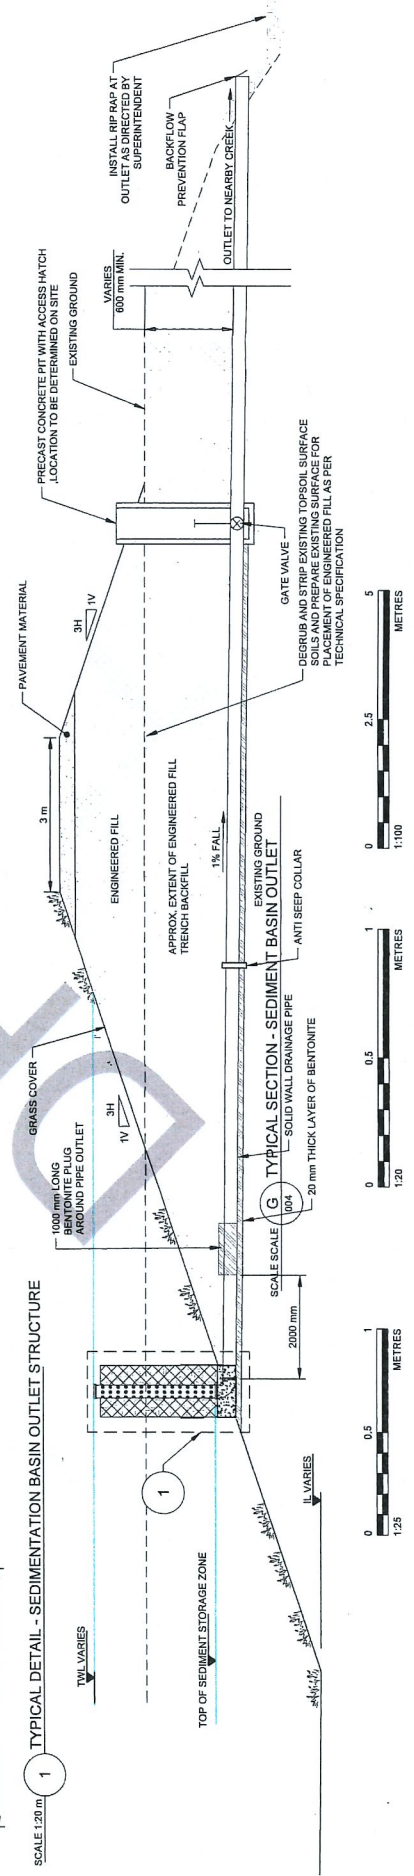 INSTALL RIP RAP AT
OUTLET AS DIRECTED BY
SUPERINTENDENT
BACKFLOW
PREVENTION FLAP
OUTLET TO NEARBY CREEK
VARIES
600 mm MIN.
PRECAST CONCRETE PIT WITH ACCESS HATCH
LOCATION TO BE DETERMINED ON SITE
EXISTING GROUND
3H
1V
PAVEMENT MATERIAL
3 m
ENGINEERED FILL
APPROX. EXTENT OF ENGINEERED FILL
TRENCH BACKFILL
1% FALL
GATE VALVE
DEGRUB AND STRIP EXISTING TOPSOIL SURFACE
SOILS AND PREPARE EXISTING SURFACE FOR
PLACEMENT OF ENGINEERED FILL AS PER
TECHNICAL SPECIFICATION
EXISTING GROUND
ANTI SEEP COLLAR
GRASS COVER
3H
1V
1000 mm LONG
BENTONITE PLUG
AROUND PIPE OUTLET
SOLID WALL DRAINAGE PIPE
20 mm THICK LAYER OF BENTONITE
2000 mm
1
TWL VARIES
TOP OF SEDIMENT STORAGE ZONE
IL VARIES
G
004
TYPICAL SECTION - SEDIMENT BASIN OUTLET
SCALE SCALE
1
TYPICAL DETAIL - SEDIMENTATION BASIN OUTLET STRUCTURE
SCALE 1:20 m
0 0.5 1
1:25 METRES
0 0.5 1
1:20 METRES
0 2.5 5
1:100 METRES